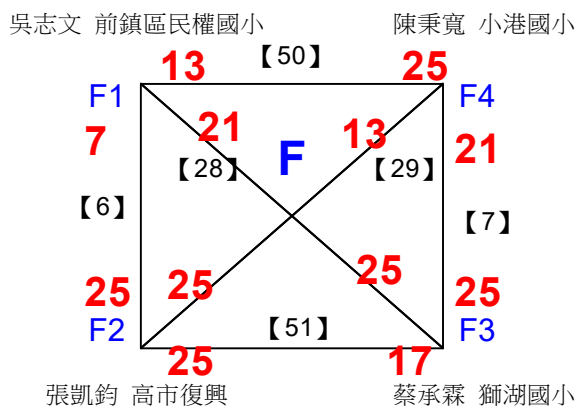 吳志文 前鎮區民權國小 陳秉寬 小港國小
13 【50】 25
F1 F4
7 21 13 21
【28】 F 【29】
【6】 【7】
25 25 25 25
F2 【51】 F3
25 17
張凱鈞 高市復興 蔡承霖 獅湖國小